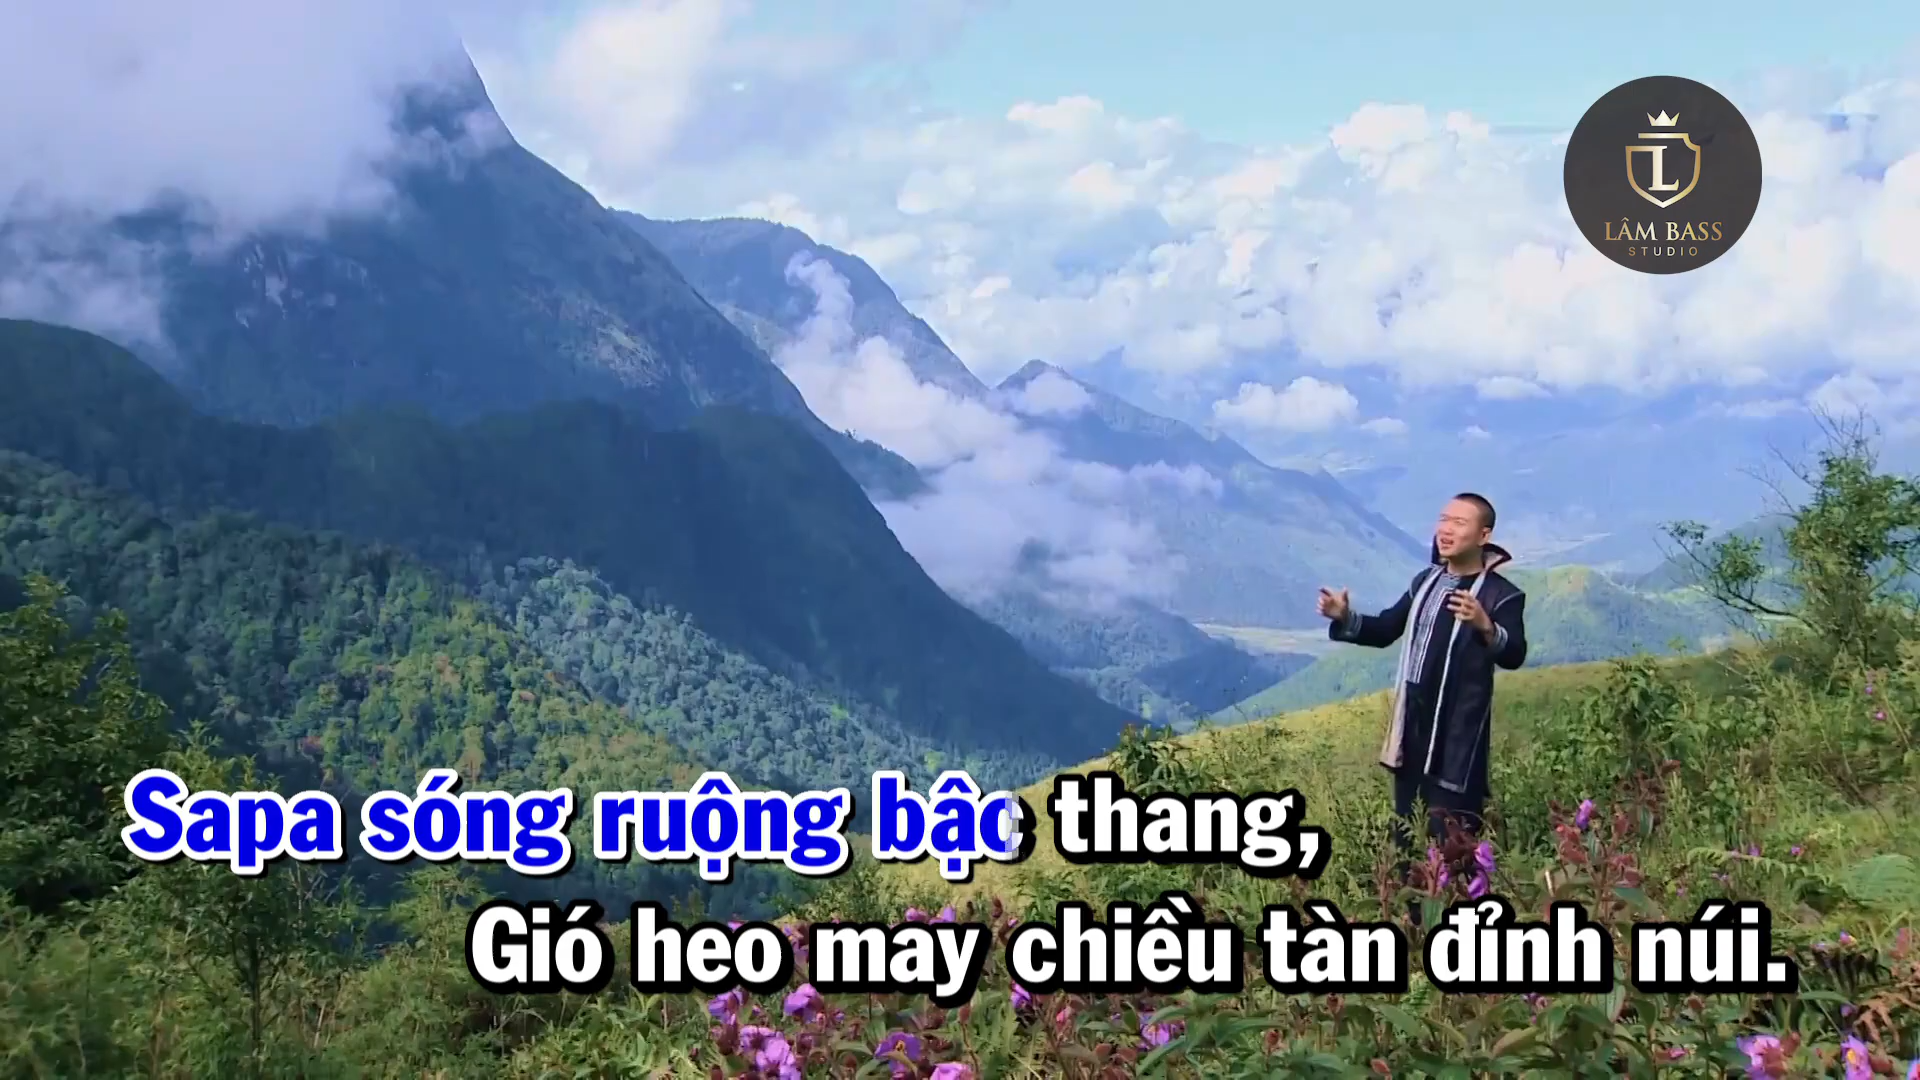 L
LÂM BASS
STUDIO
Sapa sóng ruộng bậc thang,
Gió heo may chiều tàn đỉnh núi.